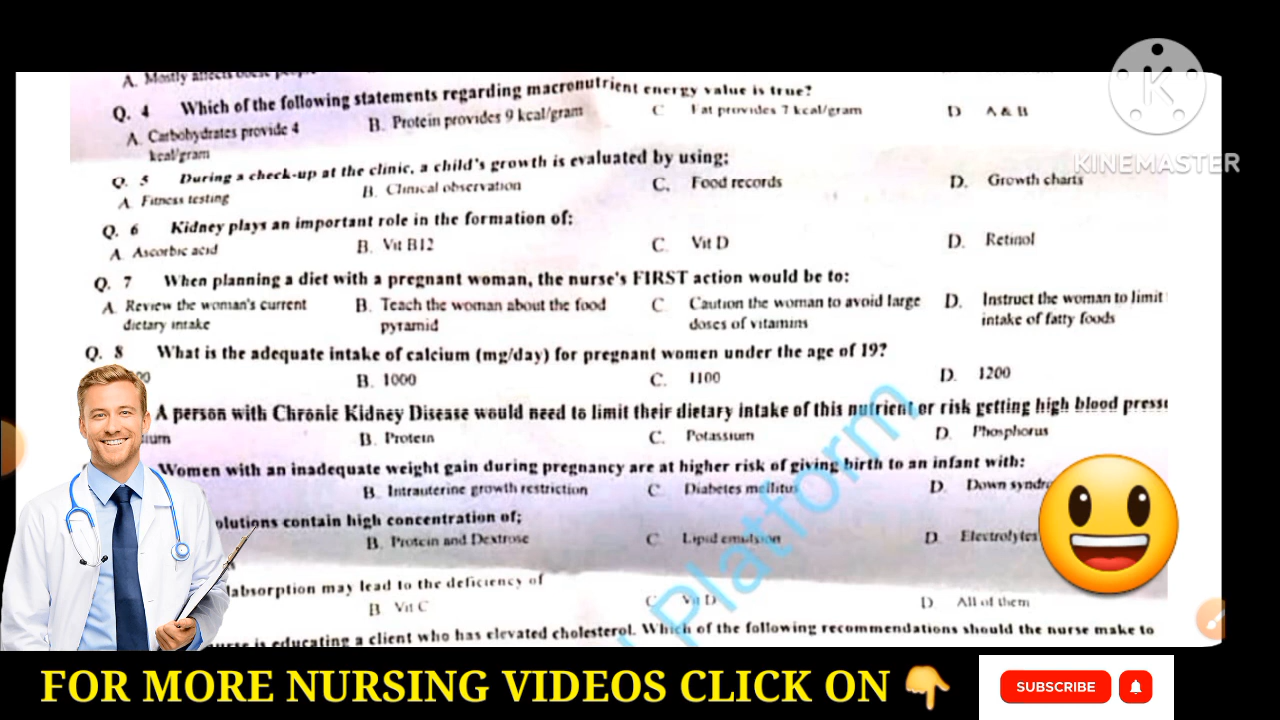 A. Mostly affects obese
Q. 4 Which of the following statements regarding macronutrient energy value is true?
A. Carbohydrates provide 4 kcal/gram B. Protein provides 9 kcal/gram C Fat provides 7 kcal/gram D A & B
Q. 5 During a check-up at the clinic, a child's growth is evaluated by using;
A. Fitness testing B. Clinical observation C. Food records D. Growth charts
Q. 6 Kidney plays an important role in the formation of;
A. Ascorbic acid B. Vit B12 C. Vit D D. Retinol
Q. 7 When planning a diet with a pregnant woman, the nurse's FIRST action would be to:
A. Review the woman's current B. Teach the woman about the food C Caution the woman to avoid large D. Instruct the woman to limit
dietary intake pyramid doses of vitamins intake of fatty foods
Q. 8 What is the adequate intake of calcium (mg/day) for pregnant women under the age of 19?
B. 1000 C. 1100 D. 1200
A person with Chronic Kidney Disease would need to limit their dietary intake of this nutrient or risk getting high blood
B. Protein C. Potassium D. Phosphorus
Women with an inadequate weight gain during pregnancy are at higher risk of giving birth to an infant with:
B. Intrauterine growth restriction C Diabetes mellitus D. Down
olutions contain high concentration of;
B. Protein and Dextrose C Lipid emulsion D. Electrolytes
labsorption may lead to the deficiency of
B Vit C C Vit D D All of them
is educating a client who has elevated cholesterol. Which of the following recommendations should the nurse make to
Platform
KINEMASTER
FOR MORE NURSING VIDEOS CLICK ON
SUBSCRIBE